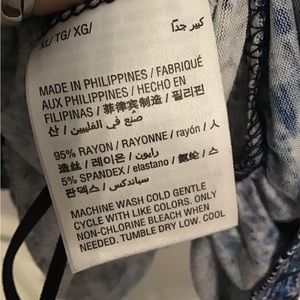 XL/ TG/ XG/ كبير جداً
MADE IN PHILIPPINES / FABRIQUÉ
AUX PHILIPPINES / HECHO EN
FILIPINAS / 菲律宾制造 / 필리핀
산 / صنع في الفلبيين
95% RAYON / RAYONNE / rayón / 人
造丝 / 레이온 / رايون
5% SPANDEX / elastano / 氨纶 / 스
판덱스 / سباندكس
MACHINE WASH COLD GENTLE
CYCLE WITH LIKE COLORS. ONLY
NON-CHLORINE BLEACH WHEN
TUMBLE DRY LOW. COOL